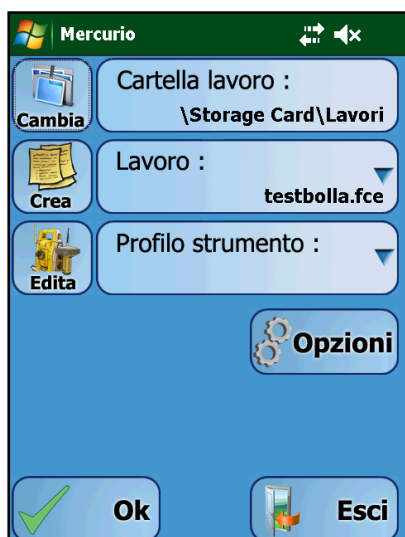 Mercurio
Cartella lavoro :
Cambia
\Storage Card\Lavori
Lavoro :
Crea
testbolla.fce
Profilo strumento :
Edita
Opzioni
Ok
Esci